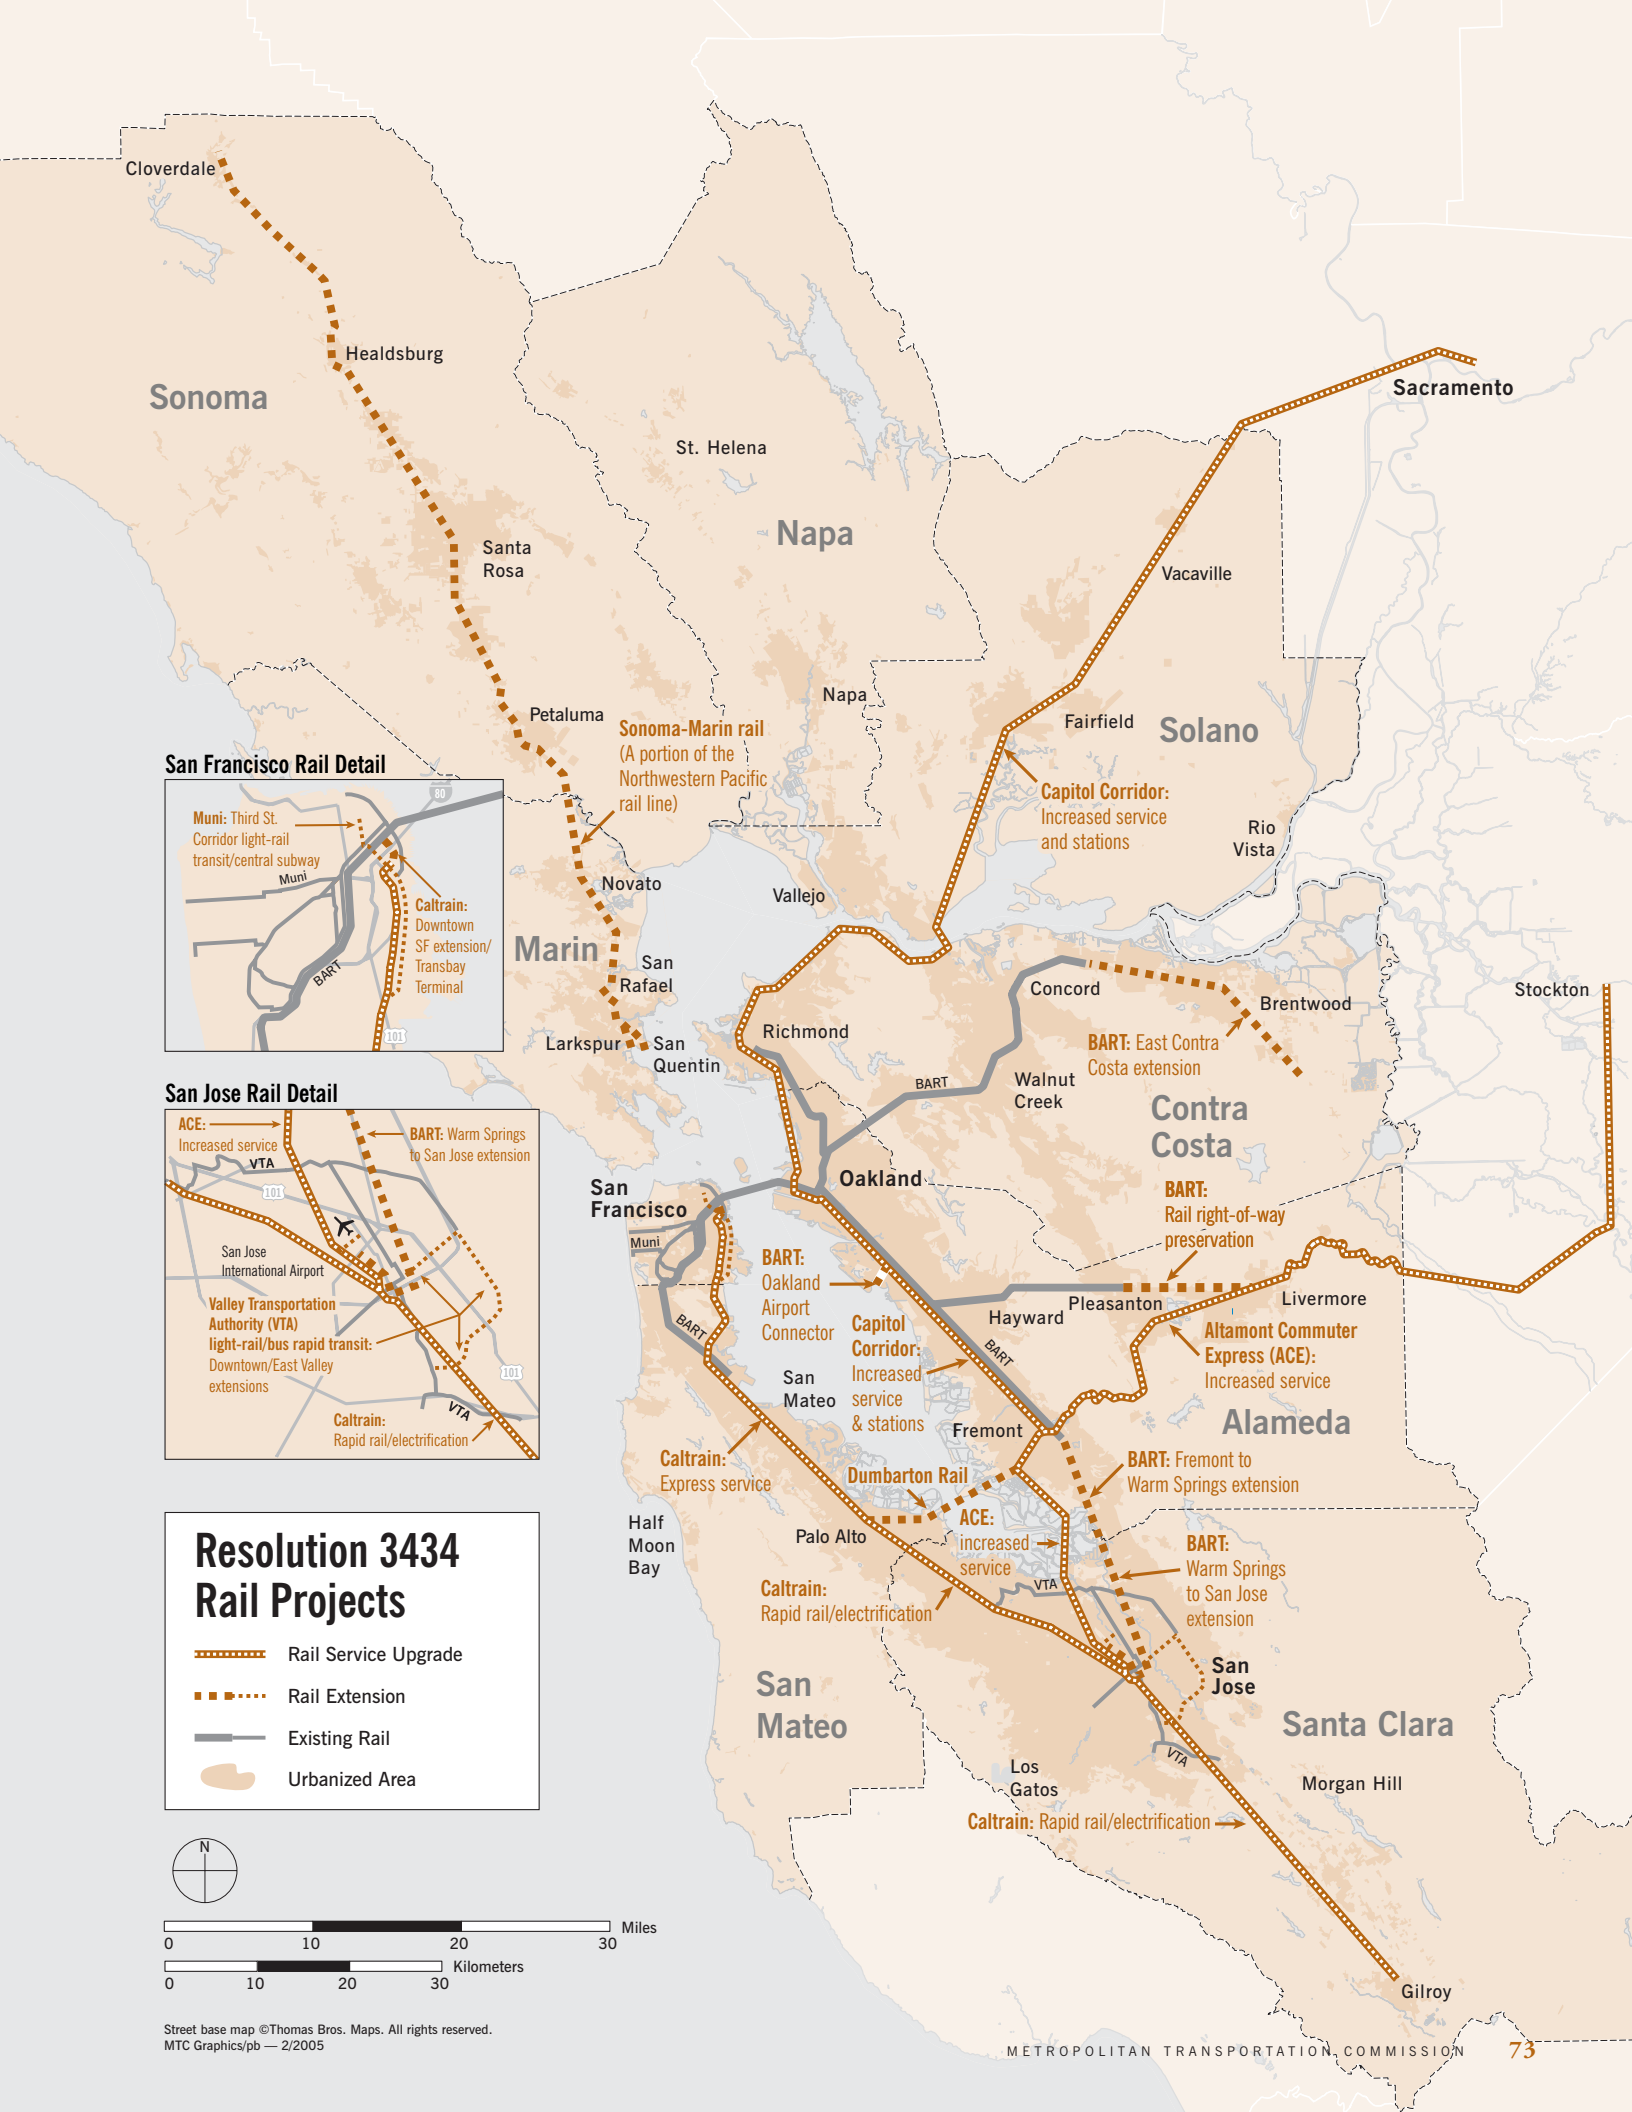 Cloverdale
Healdsburg
Sonoma
Sacramento
St. Helena
Napa
Santa
Rosa
Vacaville
Napa
Petaluma
Sonoma-Marin rail
(A portion of the
Northwestern Pacific
rail line)
Fairfield
Solano
Capitol Corridor:
Increased service
and stations
Rio
Vista
San Francisco Rail Detail
80
Muni: Third St.
Corridor light-rail
transit/central subway
Muni
Caltrain:
Downtown
SF extension/
Transbay
Terminal
BART
101
Novato
Vallejo
Marin
San
Rafael
Larkspur
San
Quentin
Richmond
Concord
Brentwood
Stockton
BART: East Contra
Costa extension
BART
Walnut
Creek
Contra
Costa
San Jose Rail Detail
ACE:
Increased service
VTA
BART: Warm Springs
to San Jose extension
101
San Jose
International Airport
Valley Transportation
Authority (VTA)
light-rail/bus rapid transit:
Downtown/East Valley
extensions
101
VTA
Caltrain:
Rapid rail/electrification
San
Francisco
Oakland
Muni
BART:
Rail right-of-way
preservation
BART:
Oakland
Airport
Connector
BART
Hayward
Pleasanton
Livermore
Capitol
Corridor:
Increased
service
& stations
BART
Altamont Commuter
Express (ACE):
Increased service
San
Mateo
Alameda
Fremont
Caltrain:
Express service
Dumbarton Rail
BART: Fremont to
Warm Springs extension
ACE:
increased
service
Half
Moon
Bay
Palo Alto
BART:
Warm Springs
to San Jose
extension
Caltrain:
Rapid rail/electrification
VTA
San
Jose
San
Mateo
Santa Clara
VTA
Los
Gatos
Morgan Hill
Caltrain: Rapid rail/electrification
Gilroy
Resolution 3434
Rail Projects
Rail Service Upgrade
Rail Extension
Existing Rail
Urbanized Area
N
Miles
0 10 20 30
Kilometers
0 10 20 30
Street base map ©Thomas Bros. Maps. All rights reserved.
MTC Graphics/pb — 2/2005
METROPOLITAN TRANSPORTATION COMMISSION 73